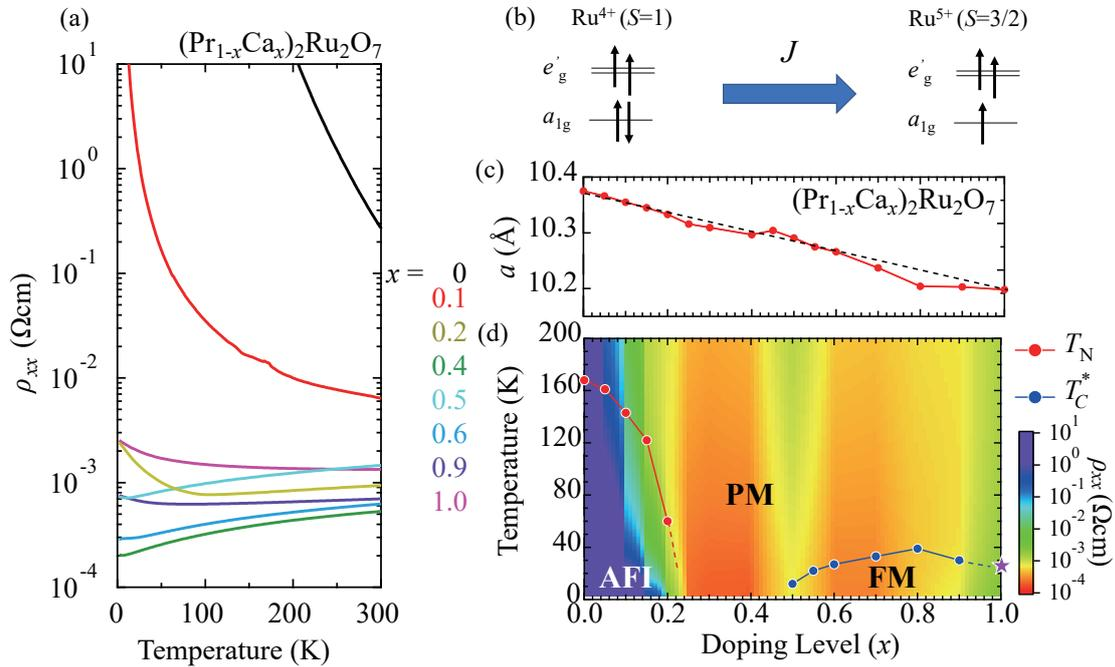 (a)
(Pr1-xCax)2Ru2O7
10^1
10^0
10^-1
10^-2
10^-3
10^-4
ρxx (Ωcm)
0
100
200
300
Temperature (K)
x = 0
0.1
0.2
0.4
0.5
0.6
0.9
1.0
(b)
Ru4+ (S=1)
e'g
a1g
J
Ru5+ (S=3/2)
e'g
a1g
(c)
10.4
10.3
10.2
a (Å)
(Pr1-xCax)2Ru2O7
(d)
200
160
120
80
40
0
Temperature (K)
PM
AFI
FM
0.0
0.2
0.4
0.6
0.8
1.0
Doping Level (x)
TN
T*C
10^1
10^0
10^-1
10^-2
10^-3
10^-4
ρxx (Ωcm)